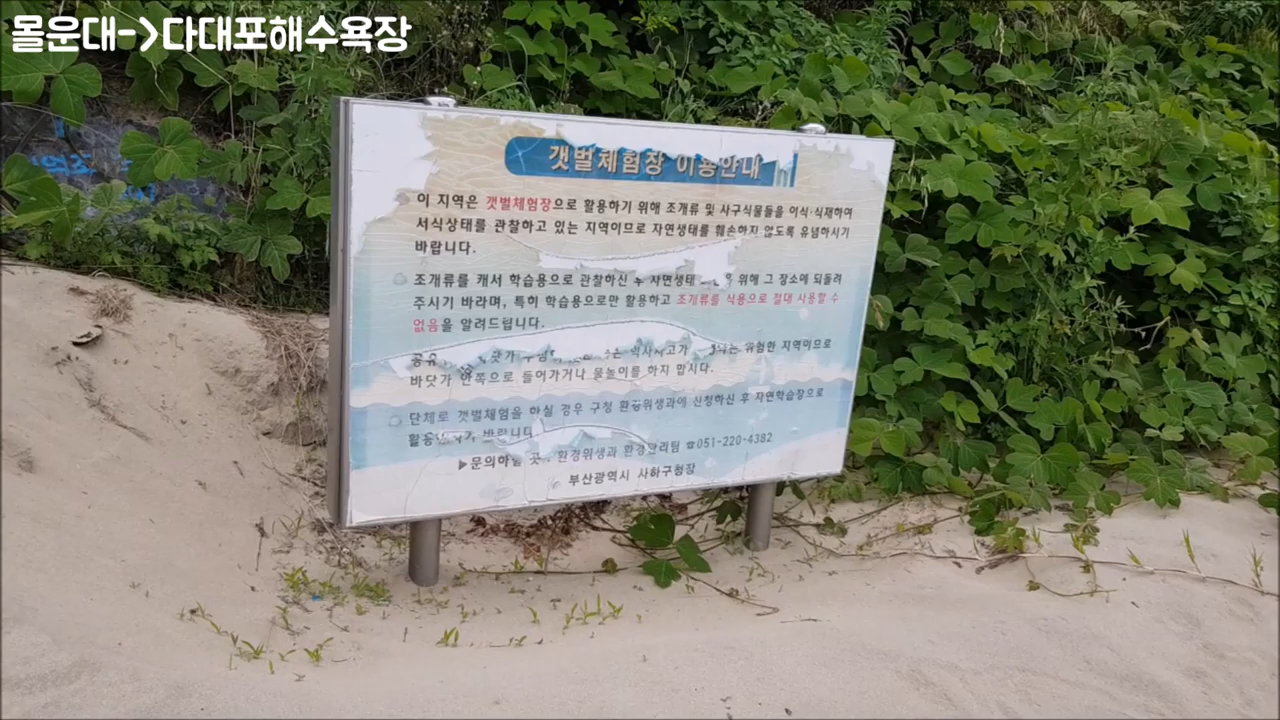 몰운대->다대포해수욕장
갯벌체험장 이용안내
이 지역은 갯벌체험장으로 활용하기 위해 조개류 및 사구식물들을 이식·식재하여
서식상태를 관찰하고 있는 지역이므로 자연생태를 훼손하지 않도록 유념하시기
바랍니다.
조개류를 캐서 학습용으로 관찰하신 후 자연생태 위해 그 장소에 되돌려
주시기 바라며, 특히 학습용으로만 활용하고 조개류를 식용으로 절대 사용할 수
없음을 알려드립니다.
위험한 지역이므로
바닷가 안쪽으로 들어가거나 물놀이를 하지 맙시다.
단체로 갯벌체험을 하실 경우 구청 환경위생과에 신청하신 후 자연학습장으로
바랍니다
▶문의하실 곳 : 환경위생과 환경관리팀 ☎051-220-4382
부산광역시 사하구청장